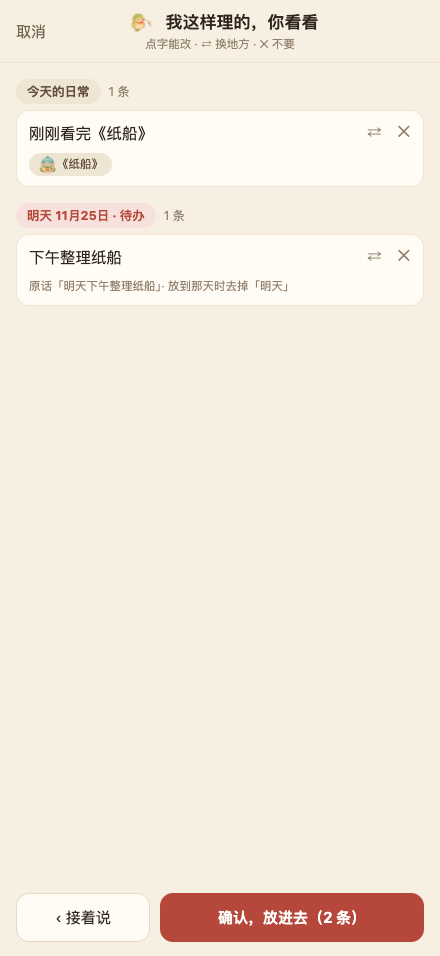 取消
我这样理的，你看看
点字能改 · ⇄ 换地方 · ✕ 不要
今天的日常 1 条
刚刚看完《纸船》
《纸船》
明天 11月25日 · 待办 1 条
下午整理纸船
原话「明天下午整理纸船」· 放到那天时去掉「明天」
‹ 接着说
确认，放进去（2 条）